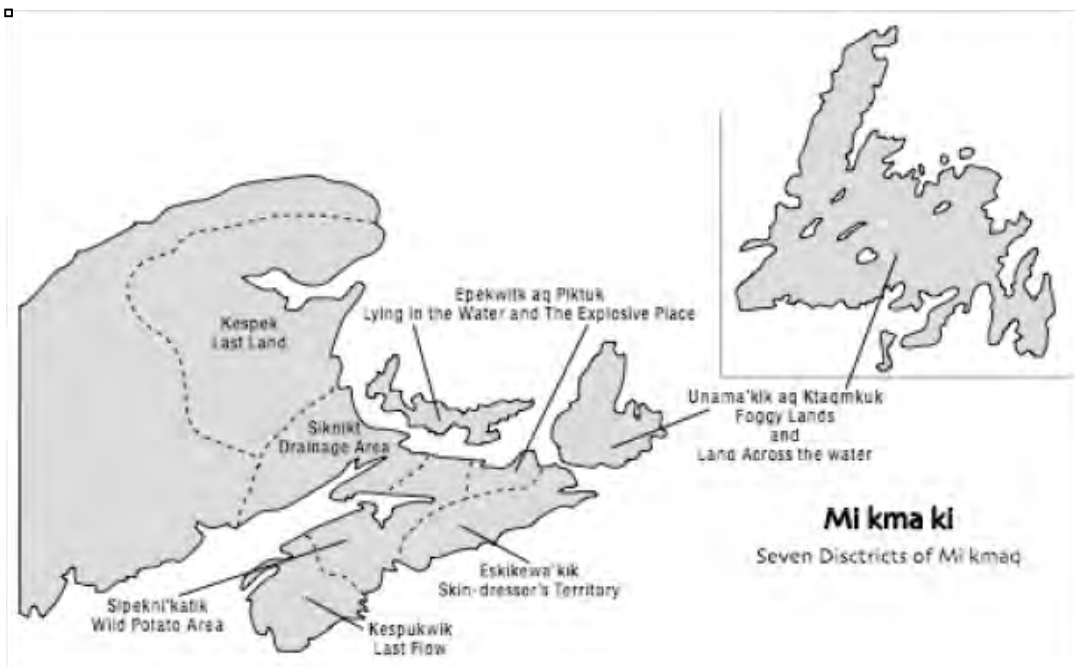 Epekwitk aq Piktuk
Lying in the Water and The Explosive Place
Kespek
Last Land
Unama'kik aq Ktaqmkuk
Foggy Lands
and
Land Across the water
Siknikt
Drainage Area
Mi kma ki
Seven Disctricts of Mi kmaq
Eskikewa'kik
Skin-dresser's Territory
Sipekni'katik
Wild Potato Area
Kespukwik
Last Flow